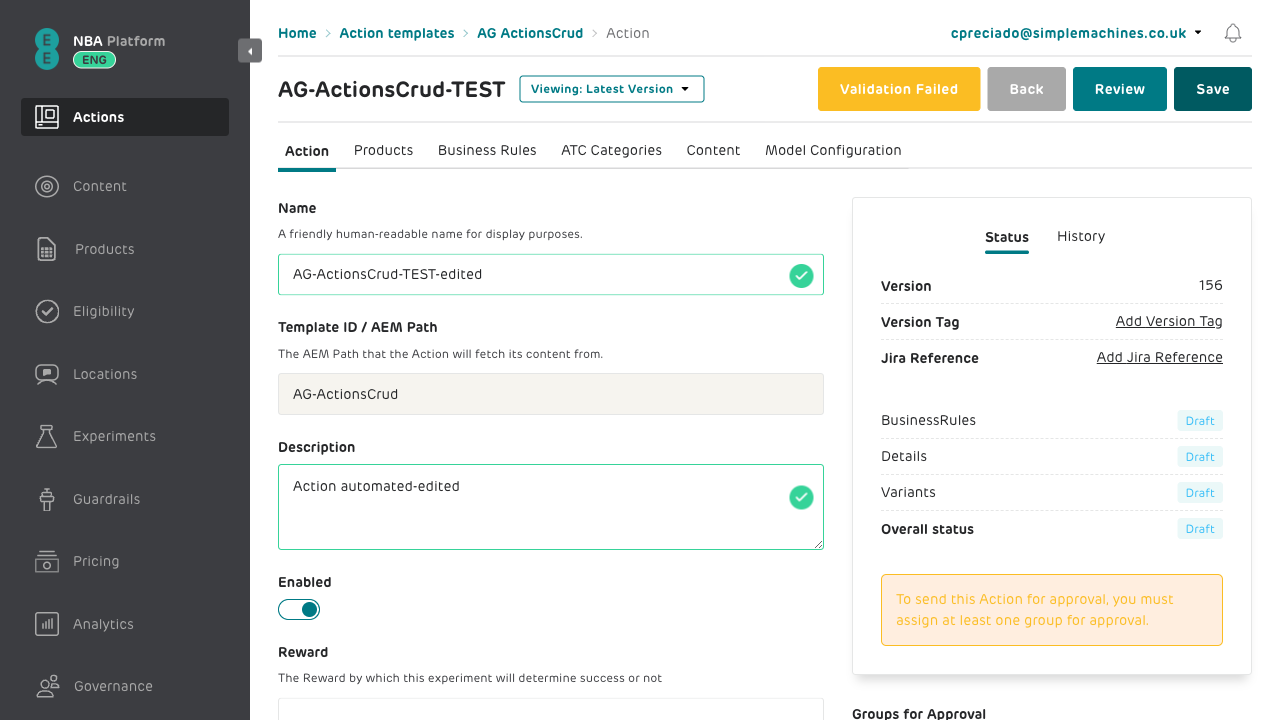 EE
NBA Platform
ENG
Actions
Content
Products
Eligibility
Locations
Experiments
Guardrails
Pricing
Analytics
Governance
Home > Action templates > AG ActionsCrud > Action
cpreciado@simplemachines.co.uk
AG-ActionsCrud-TEST
Viewing: Latest Version
Validation Failed
Back
Review
Save
Action
Products
Business Rules
ATC Categories
Content
Model Configuration
Name
A friendly human-readable name for display purposes.
AG-ActionsCrud-TEST-edited
Template ID / AEM Path
The AEM Path that the Action will fetch its content from.
AG-ActionsCrud
Description
Action automated-edited
Enabled
Reward
The Reward by which this experiment will determine success or not
Status
History
Version 156
Version Tag Add Version Tag
Jira Reference Add Jira Reference
BusinessRules Draft
Details Draft
Variants Draft
Overall status Draft
To send this Action for approval, you must
assign at least one group for approval.
Groups for Approval